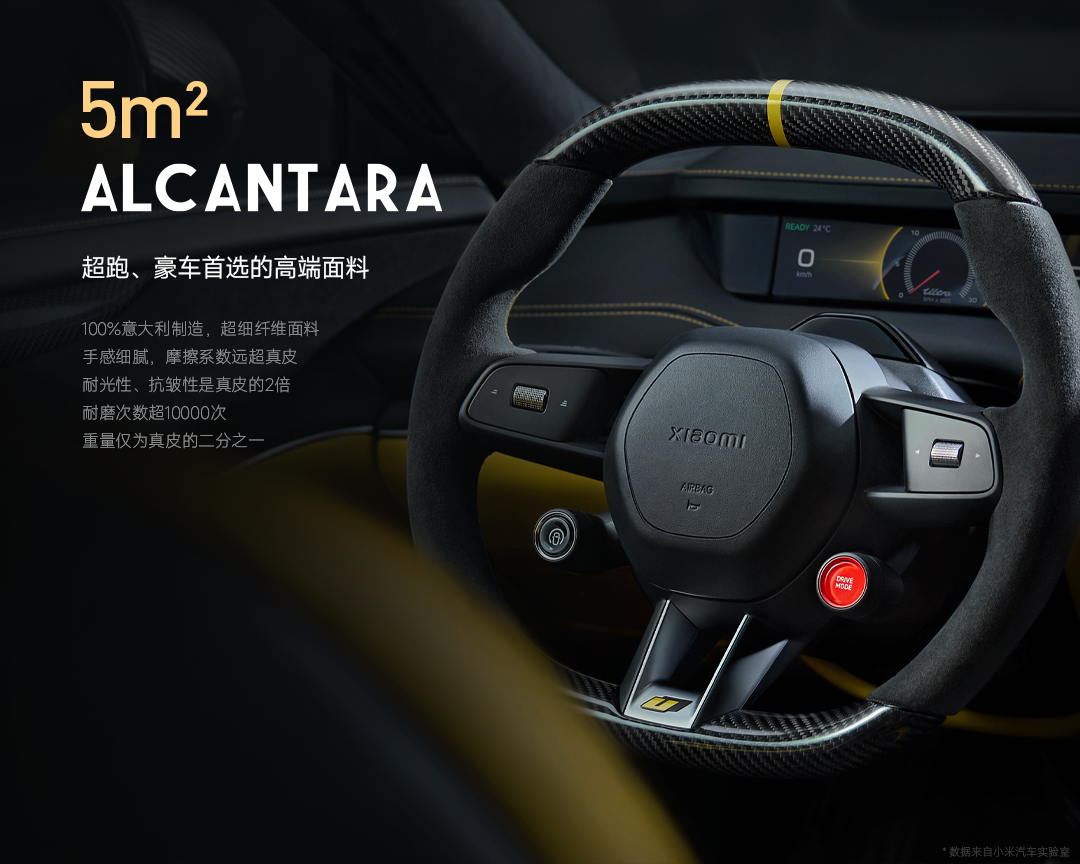 5m²
ALCANTARA
超跑、豪车首选的高端面料
100%意大利制造，超细纤维面料
手感细腻，摩擦系数远超真皮
耐光性、抗皱性是真皮的2倍
耐磨次数超10000次
重量仅为真皮的二分之一
READY 24°C
0
km/h
10
0
30
ultra
xiaomi
AIRBAG
DRIVE
MODE
U
*数据来自小米汽车实验室